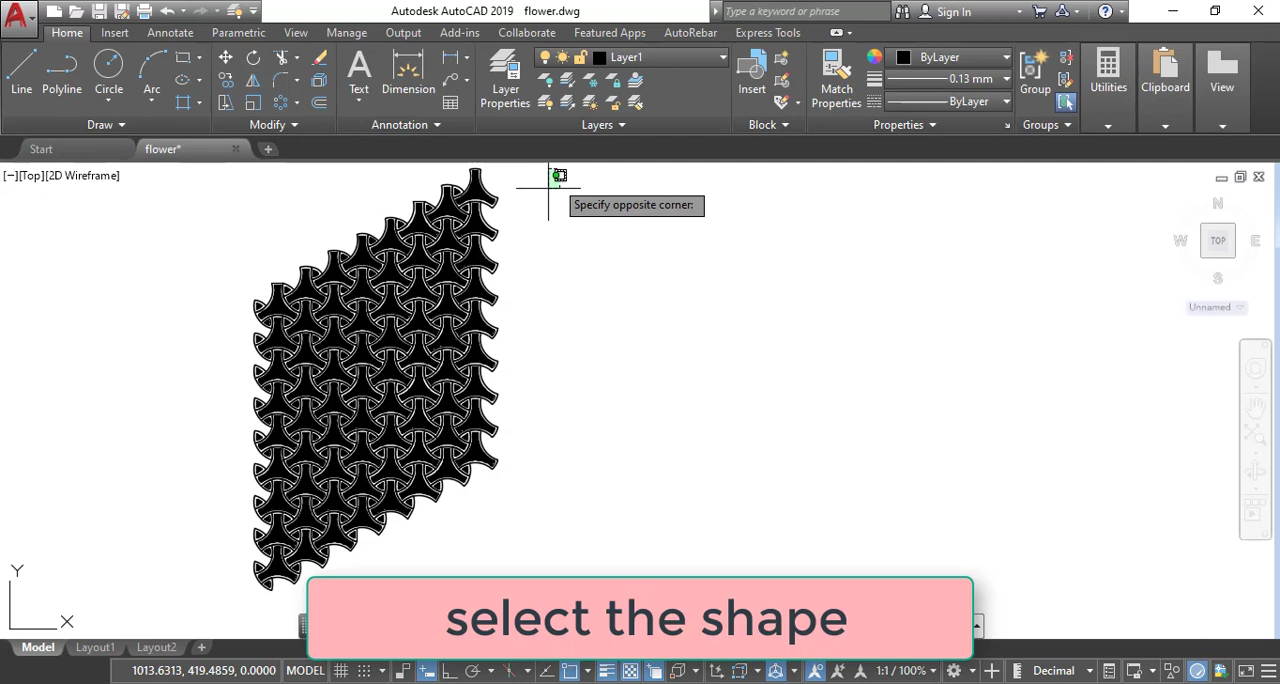 Autodesk AutoCAD 2019 flower.dwg
Type a keyword or phrase
Sign In
Home Insert Annotate Parametric View Manage Output Add-ins Collaborate Featured Apps AutoRebar Express Tools
Layer1
ByLayer
0.13 mm
ByLayer
Line Polyline Circle Arc
Text Dimension
Layer
Properties
Insert
Match
Properties
Group
Utilities
Clipboard
View
Draw Modify Annotation Layers Block Properties Groups
Start flower*
[−][Top][2D Wireframe]
Specify opposite corner:
N
W TOP E
S
Unnamed
Y
X
select the shape
Model Layout1 Layout2
1013.6313, 419.4859, 0.0000 MODEL 1:1 / 100% Decimal